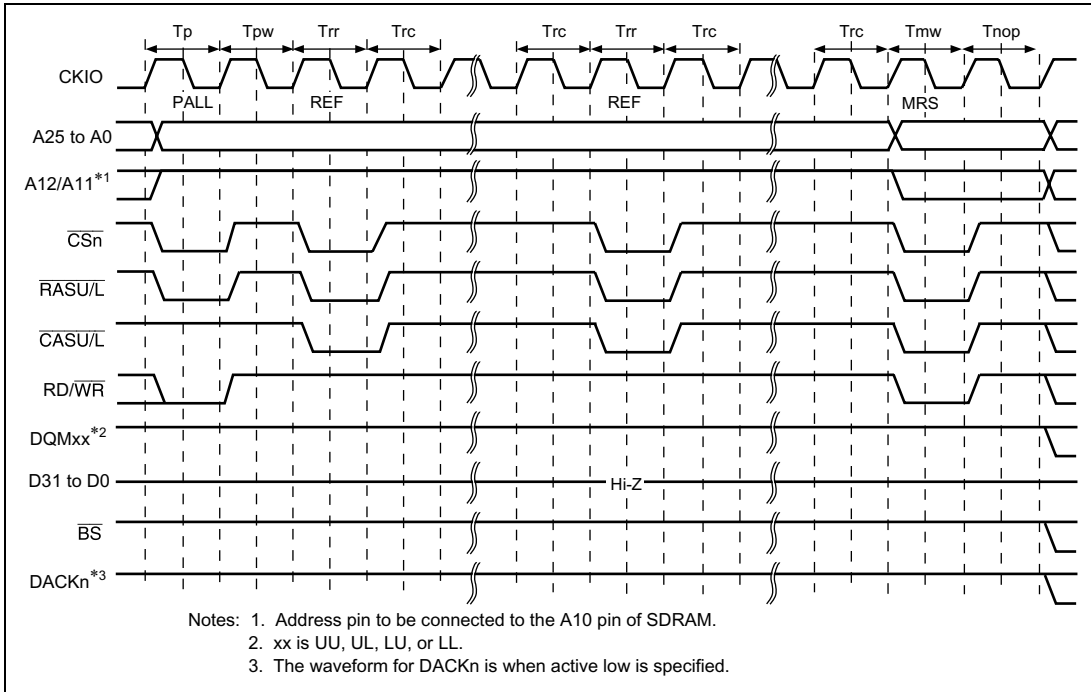 Tp Tpw Trr Trc Trc Trr Trc Trc Tmw Tnop
CKIO
PALL REF REF MRS
A25 to A0
A12/A11*1
CSn
RASU/L
CASU/L
RD/WR
DQMxx*2
D31 to D0
Hi-Z
BS
DACKn*3
Notes: 1. Address pin to be connected to the A10 pin of SDRAM.
2. xx is UU, UL, LU, or LL.
3. The waveform for DACKn is when active low is specified.